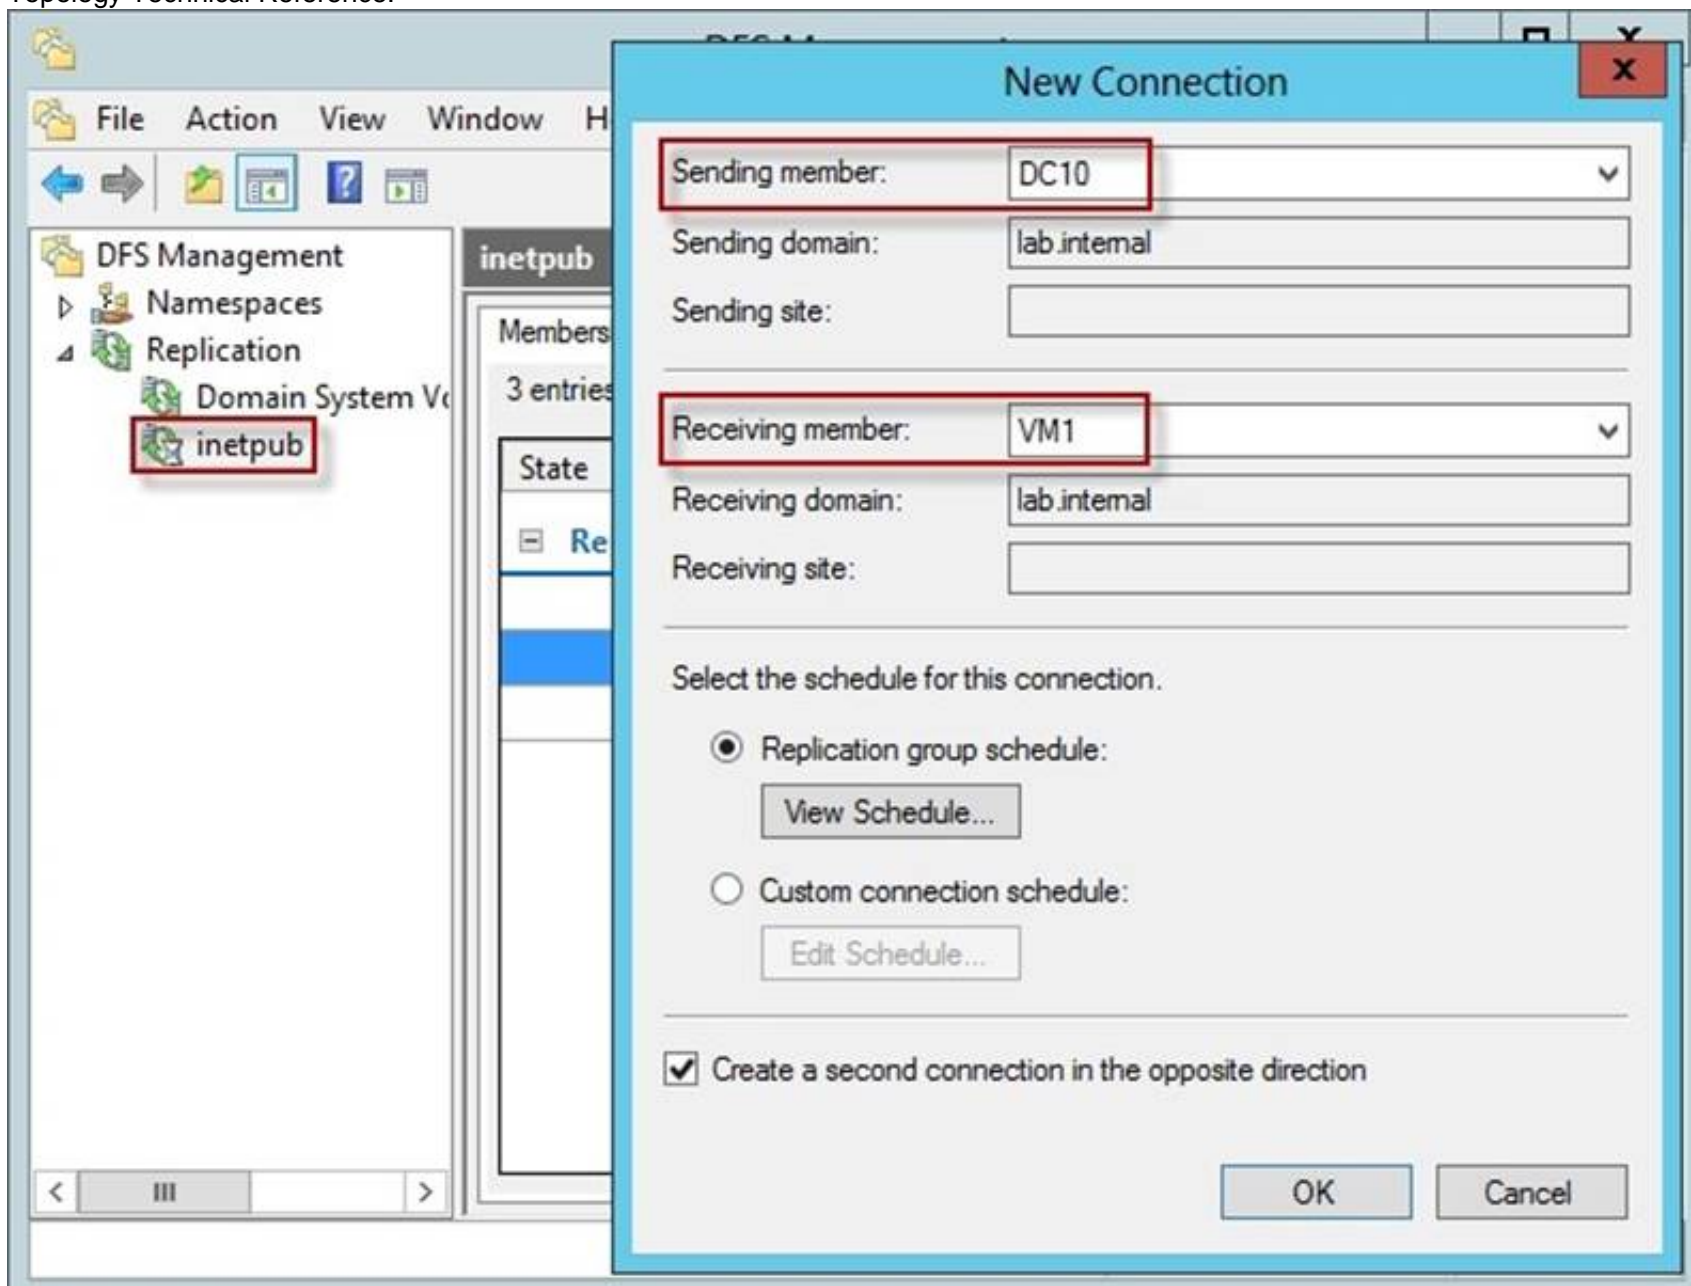 Topology Technical Reference.
New Connection
File Action View Window H
Sending member: DC10
Sending domain: lab.internal
Sending site:
Receiving member: VM1
Receiving domain: lab.internal
Receiving site:
Select the schedule for this connection.
Replication group schedule:
View Schedule...
Custom connection schedule:
Edit Schedule...
Create a second connection in the opposite direction
OK Cancel
DFS Management
Namespaces
Replication
Domain System Vo
inetpub
inetpub
Members
3 entries
State
Re